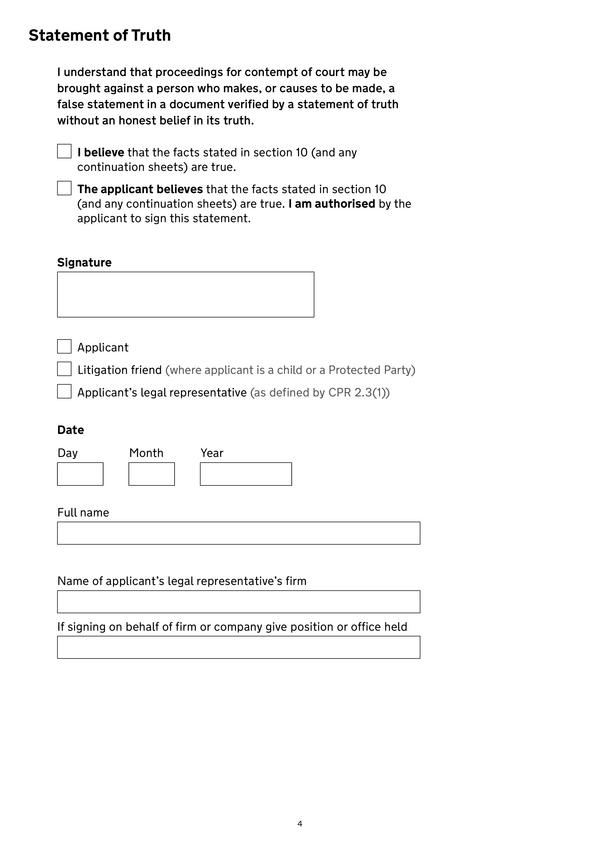 Statement of Truth
I understand that proceedings for contempt of court may be
brought against a person who makes, or causes to be made, a
false statement in a document verified by a statement of truth
without an honest belief in its truth.
I believe that the facts stated in section 10 (and any
continuation sheets) are true.
The applicant believes that the facts stated in section 10
(and any continuation sheets) are true. I am authorised by the
applicant to sign this statement.
Signature
Applicant
Litigation friend (where applicant is a child or a Protected Party)
Applicant’s legal representative (as defined by CPR 2.3(1))
Date
Day Month Year
Full name
Name of applicant’s legal representative’s firm
If signing on behalf of firm or company give position or office held
4